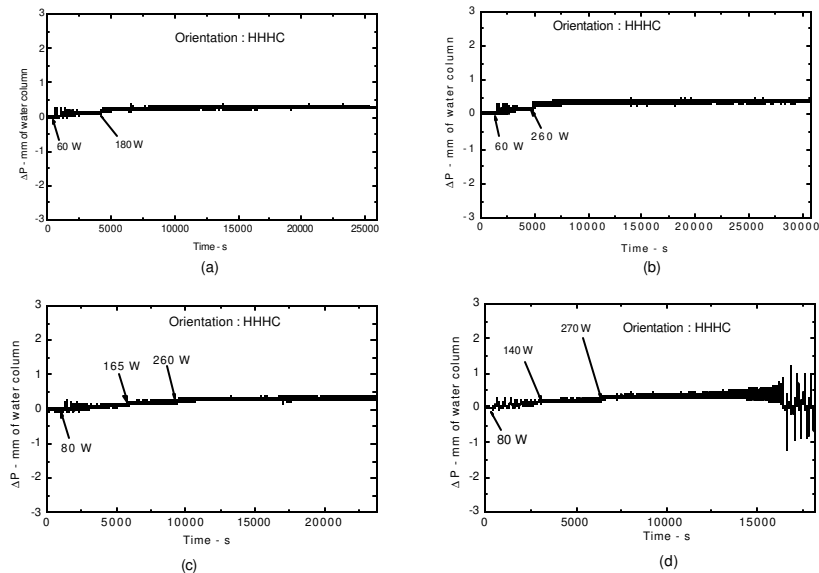 3
2
1
0
-1
-2
-3
ΔP - mm of water column
Orientation : HHHC
60 W
180 W
0 5000 10000 15000 20000 25000
Time - s
(a)
3
2
1
0
-1
-2
-3
ΔP - mm of water column
Orientation : HHHC
60 W
260 W
0 5000 10000 15000 20000 25000 30000
Time - s
(b)
3
2
1
0
-1
-2
-3
ΔP - mm of water column
Orientation : HHHC
165 W
260 W
80 W
0 5000 10000 15000 20000
Time - s
(c)
3
2
1
0
-1
-2
-3
ΔP - mm of water column
Orientation : HHHC
270 W
140 W
80 W
0 5000 10000 15000
Time - s
(d)